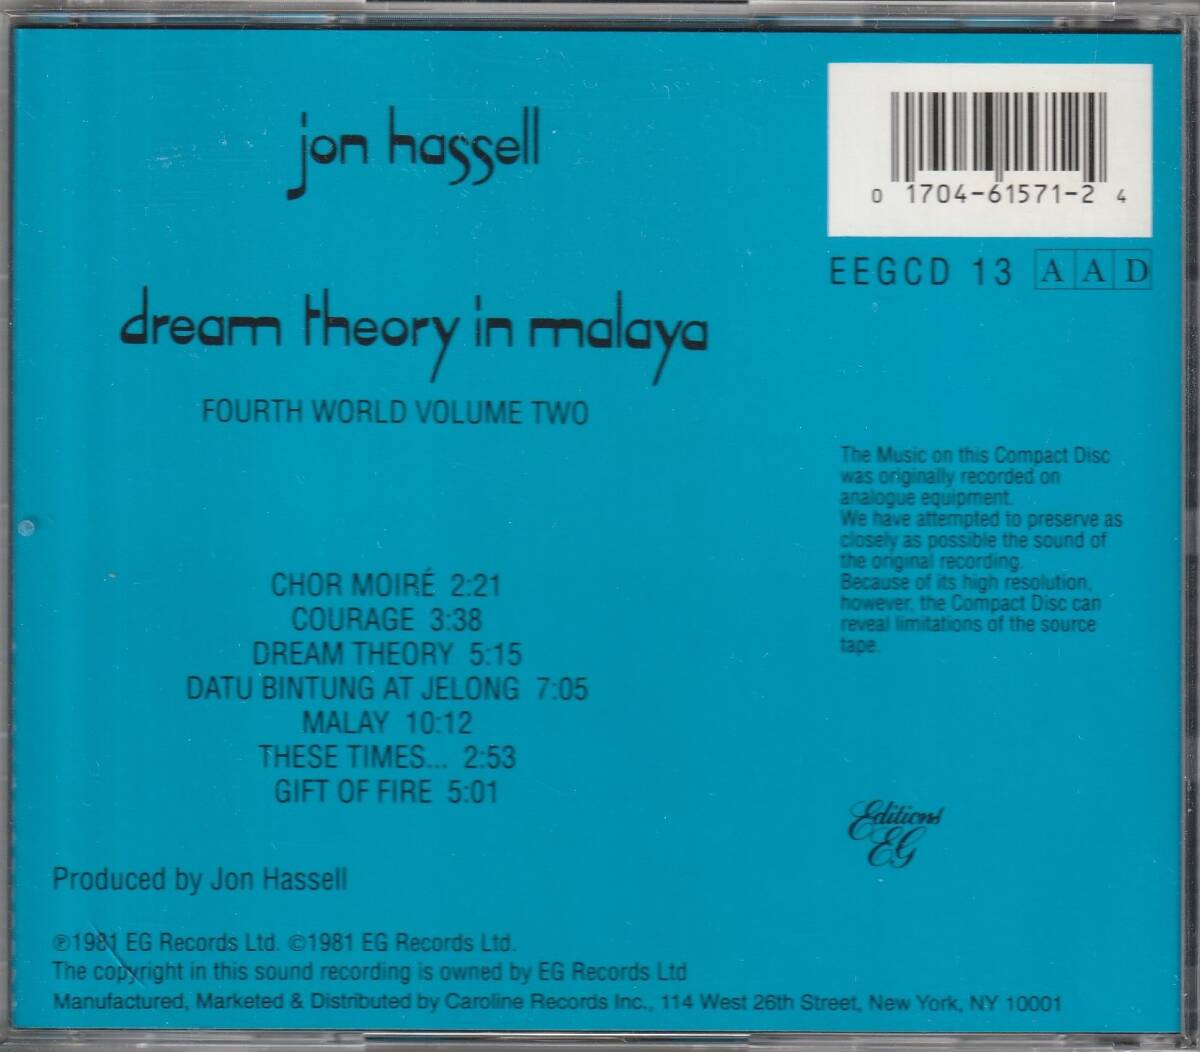 jon hassell
dream theory in malaya
FOURTH WORLD VOLUME TWO
CHOR MOIRÉ 2:21
COURAGE 3:38
DREAM THEORY 5:15
DATU BINTUNG AT JELONG 7:05
MALAY 10:12
THESE TIMES... 2:53
GIFT OF FIRE 5:01
Produced by Jon Hassell
℗1981 EG Records Ltd. ©1981 EG Records Ltd.
The copyright in this sound recording is owned by EG Records Ltd
Manufactured, Marketed & Distributed by Caroline Records Inc., 114 West 26th Street, New York, NY 10001
0 1704-61571-2 4
EEGCD 13 A A D
The Music on this Compact Disc
was originally recorded on
analogue equipment.
We have attempted to preserve as
closely as possible the sound of
the original recording.
Because of its high resolution,
however, the Compact Disc can
reveal limitations of the source
tape.
Editions
EG